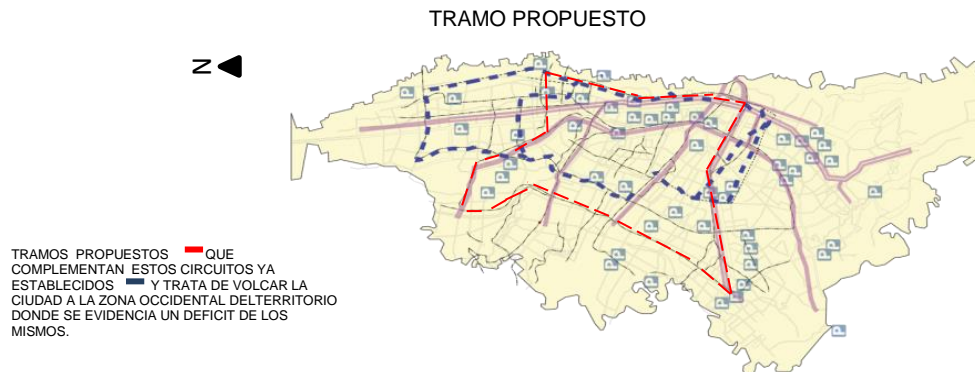 TRAMO PROPUESTO
N
TRAMOS PROPUESTOS QUE
COMPLEMENTAN ESTOS CIRCUITOS YA
ESTABLECIDOS Y TRATA DE VOLCAR LA
CIUDAD A LA ZONA OCCIDENTAL DELTERRITORIO
DONDE SE EVIDENCIA UN DEFICIT DE LOS
MISMOS.